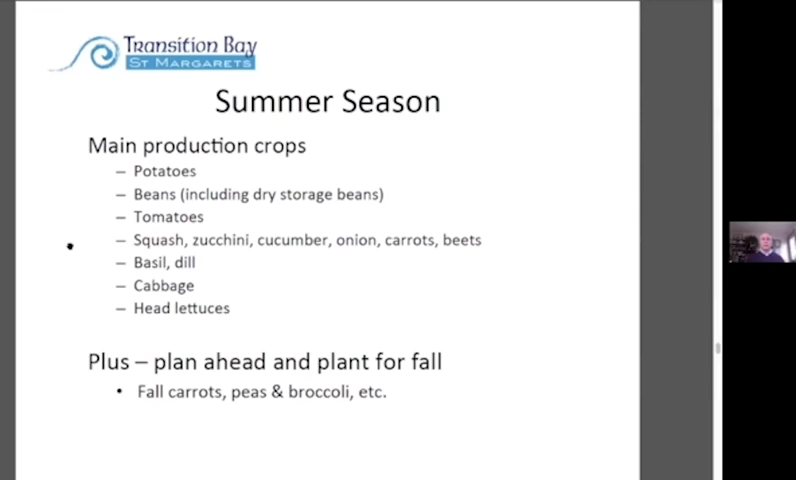 Transition Bay
St Margarets
Summer Season
Main production crops
– Potatoes
– Beans (including dry storage beans)
– Tomatoes
– Squash, zucchini, cucumber, onion, carrots, beets
– Basil, dill
– Cabbage
– Head lettuces
Plus – plan ahead and plant for fall
• Fall carrots, peas & broccoli, etc.